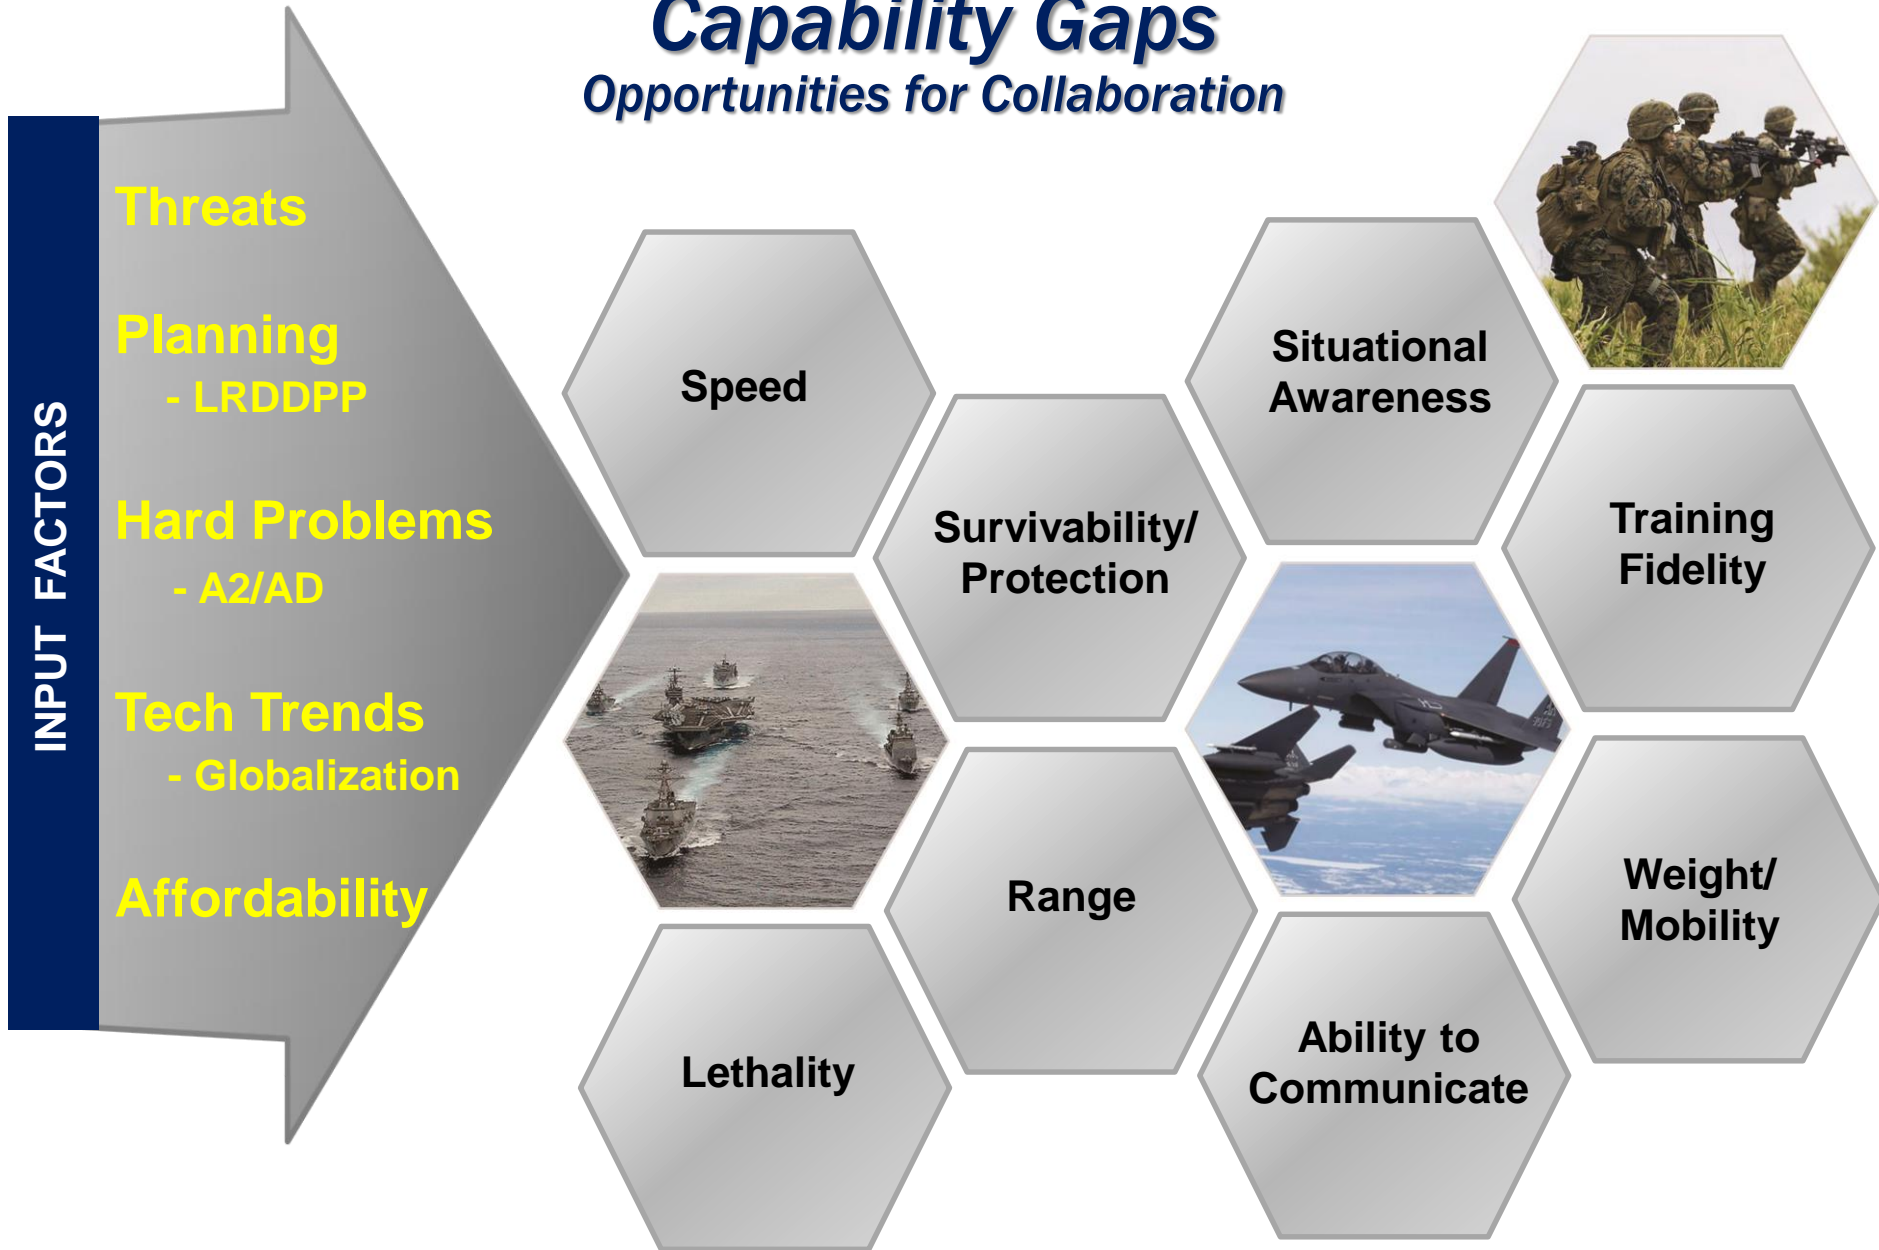 Capability Gaps
Opportunities for Collaboration
INPUT FACTORS
Threats
Planning
- LRDDPP
Hard Problems
- A2/AD
Tech Trends
- Globalization
Affordability
Speed
Survivability/
Protection
Situational
Awareness
Training
Fidelity
Range
Weight/
Mobility
Lethality
Ability to
Communicate